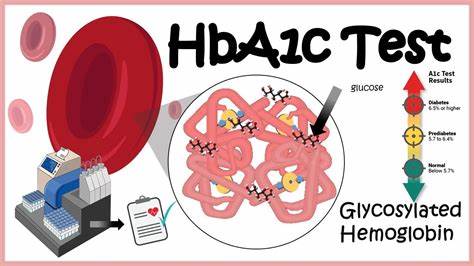 HbA1c Test
glucose
A1c Test
Results
Diabetes
6.5% or higher
Prediabetes
5.7 to 6.4%
Normal
Below 5.7%
Glycosylated
Hemoglobin